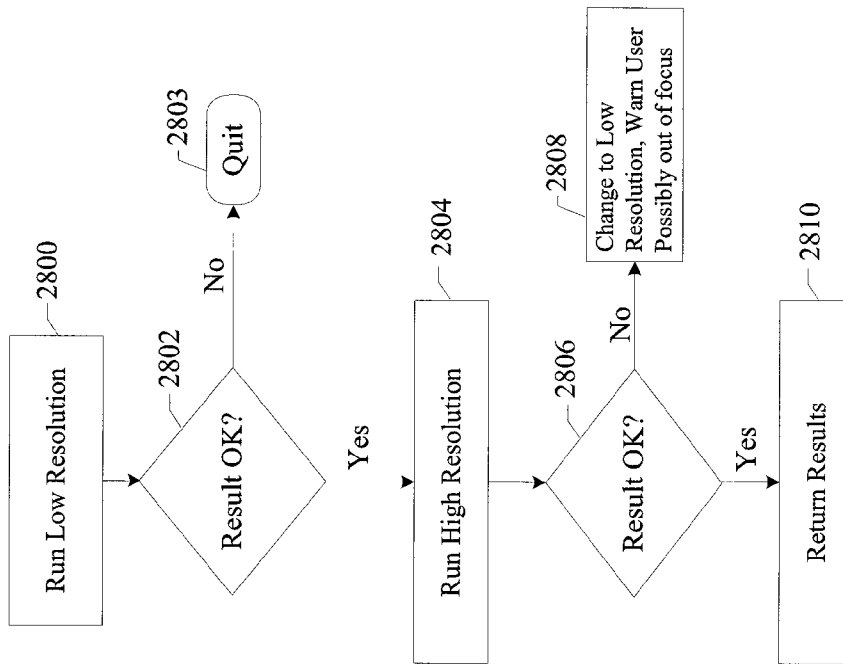 2800
Run Low Resolution
2802
Result OK?
No
2803
Quit
Yes
2804
Run High Resolution
2806
Result OK?
No
2808
Change to Low
Resolution, Warn User
Possibly out of focus
Yes
2810
Return Results